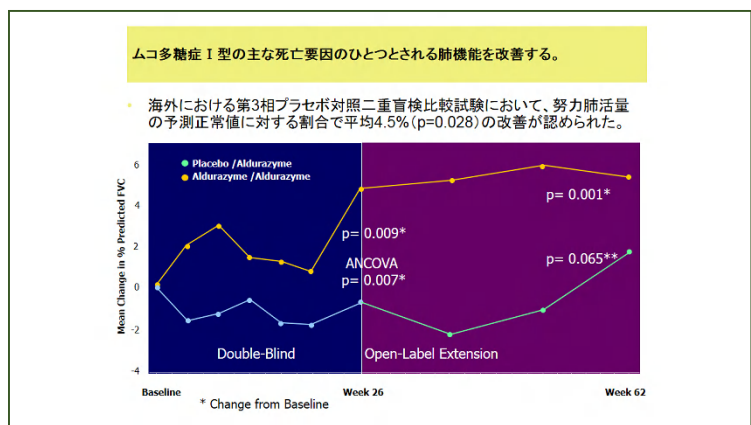 ムコ多糖症Ⅰ型の主な死亡要因のひとつとされる肺機能を改善する。
• 海外における第3相プラセボ対照二重盲検比較試験において、努力肺活量
の予測正常値に対する割合で平均4.5%(p=0.028)の改善が認められた。
Mean Change in % Predicted FVC
6
4
2
0
-2
-4
Placebo /Aldurazyme
Aldurazyme /Aldurazyme
p= 0.009*
ANCOVA
p= 0.007*
p= 0.001*
p= 0.065**
Double-Blind
Open-Label Extension
Baseline
Week 26
Week 62
* Change from Baseline